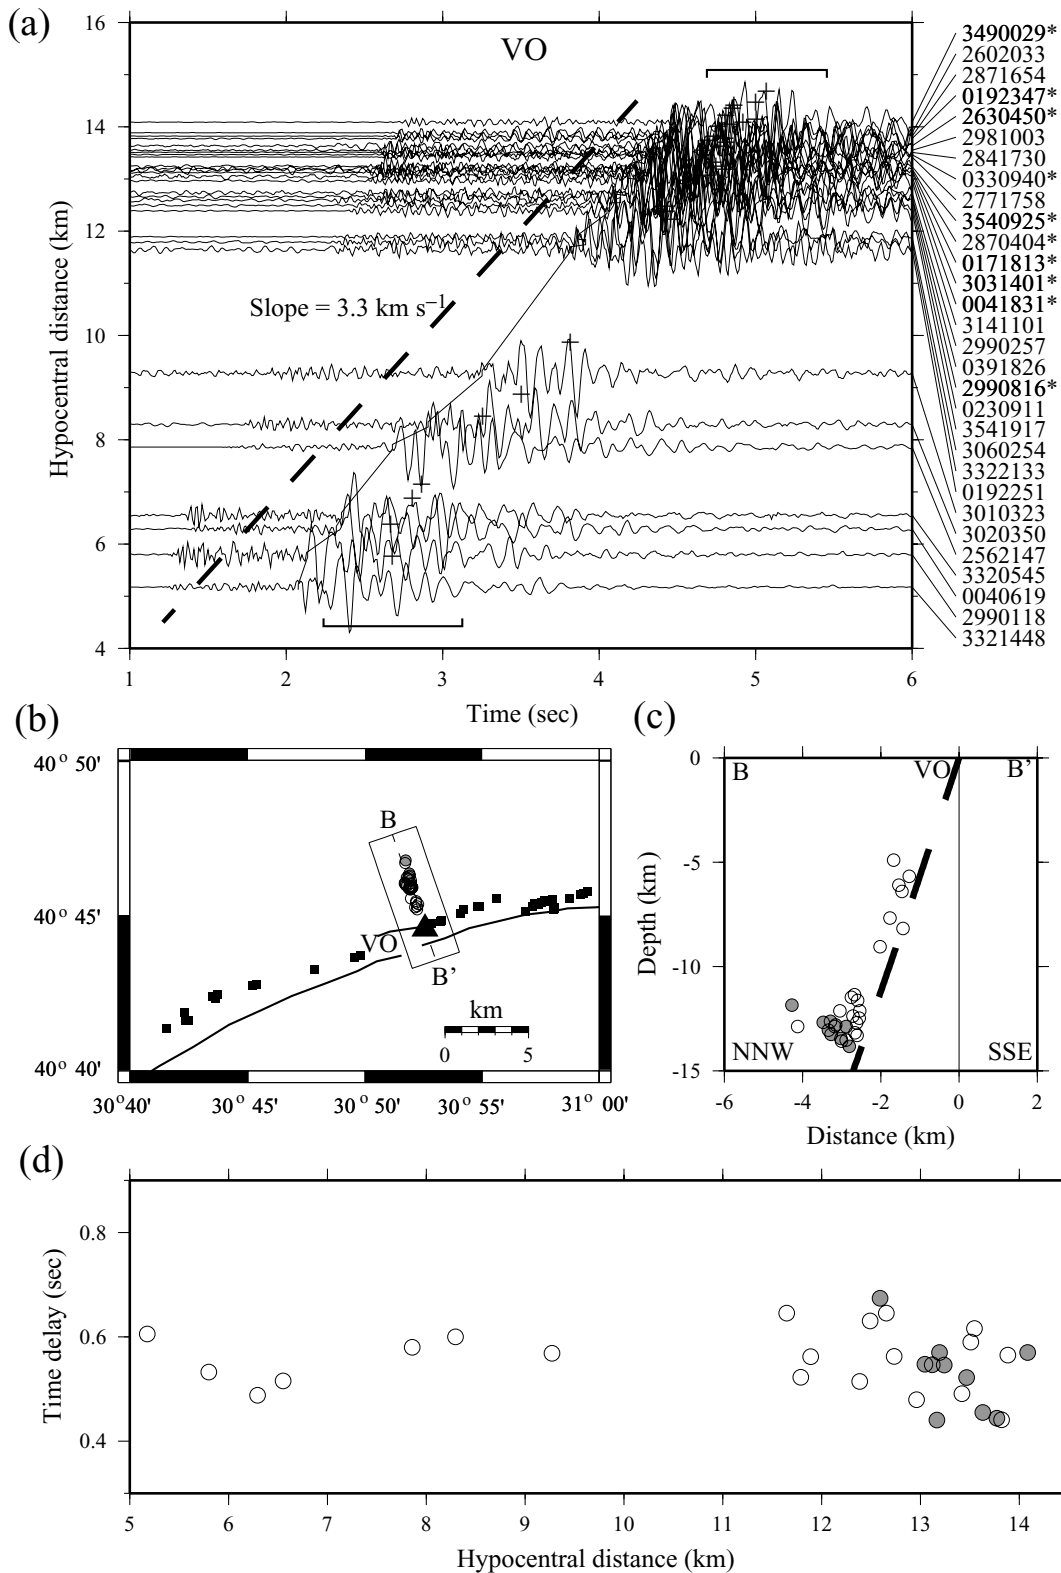 (a)
VO
16
14
12
10
8
6
4
Hypocentral distance (km)
Slope = 3.3 km s⁻¹
1 2 3 4 5 6
Time (sec)
3490029*
2602033
2871654
0192347*
2630450*
2981003
2841730
0330940*
2771758
3540925*
2870404*
0171813*
3031401*
0041831*
3141101
2990257
0391826
2990816*
0230911
3541917
3060254
3322133
0192251
3010323
3020350
2562147
3320545
0040619
2990118
3321448
(b)
40° 50'
40° 45'
40° 40'
B
VO
B'
km
0 5
30° 40' 30° 45' 30° 50' 30° 55' 31° 00'
(c)
B VO B'
0
-5
-10
-15
Depth (km)
NNW SSE
-6 -4 -2 0 2
Distance (km)
(d)
0.8
0.6
0.4
Time delay (sec)
5 6 7 8 9 10 11 12 13 14
Hypocentral distance (km)